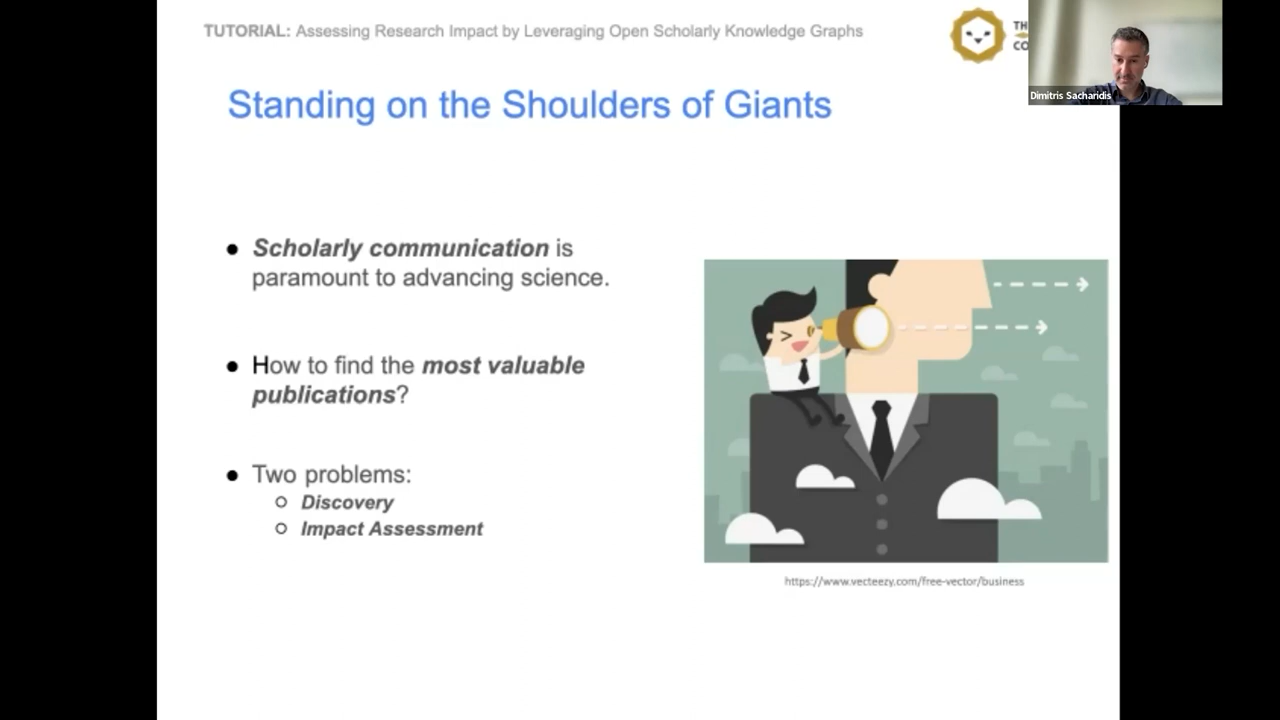 TUTORIAL: Assessing Research Impact by Leveraging Open Scholarly Knowledge Graphs
Dimitris Sacharidis
Standing on the Shoulders of Giants
● Scholarly communication is
paramount to advancing science.
● How to find the most valuable
publications?
● Two problems:
○ Discovery
○ Impact Assessment
https://www.vecteezy.com/free-vector/business